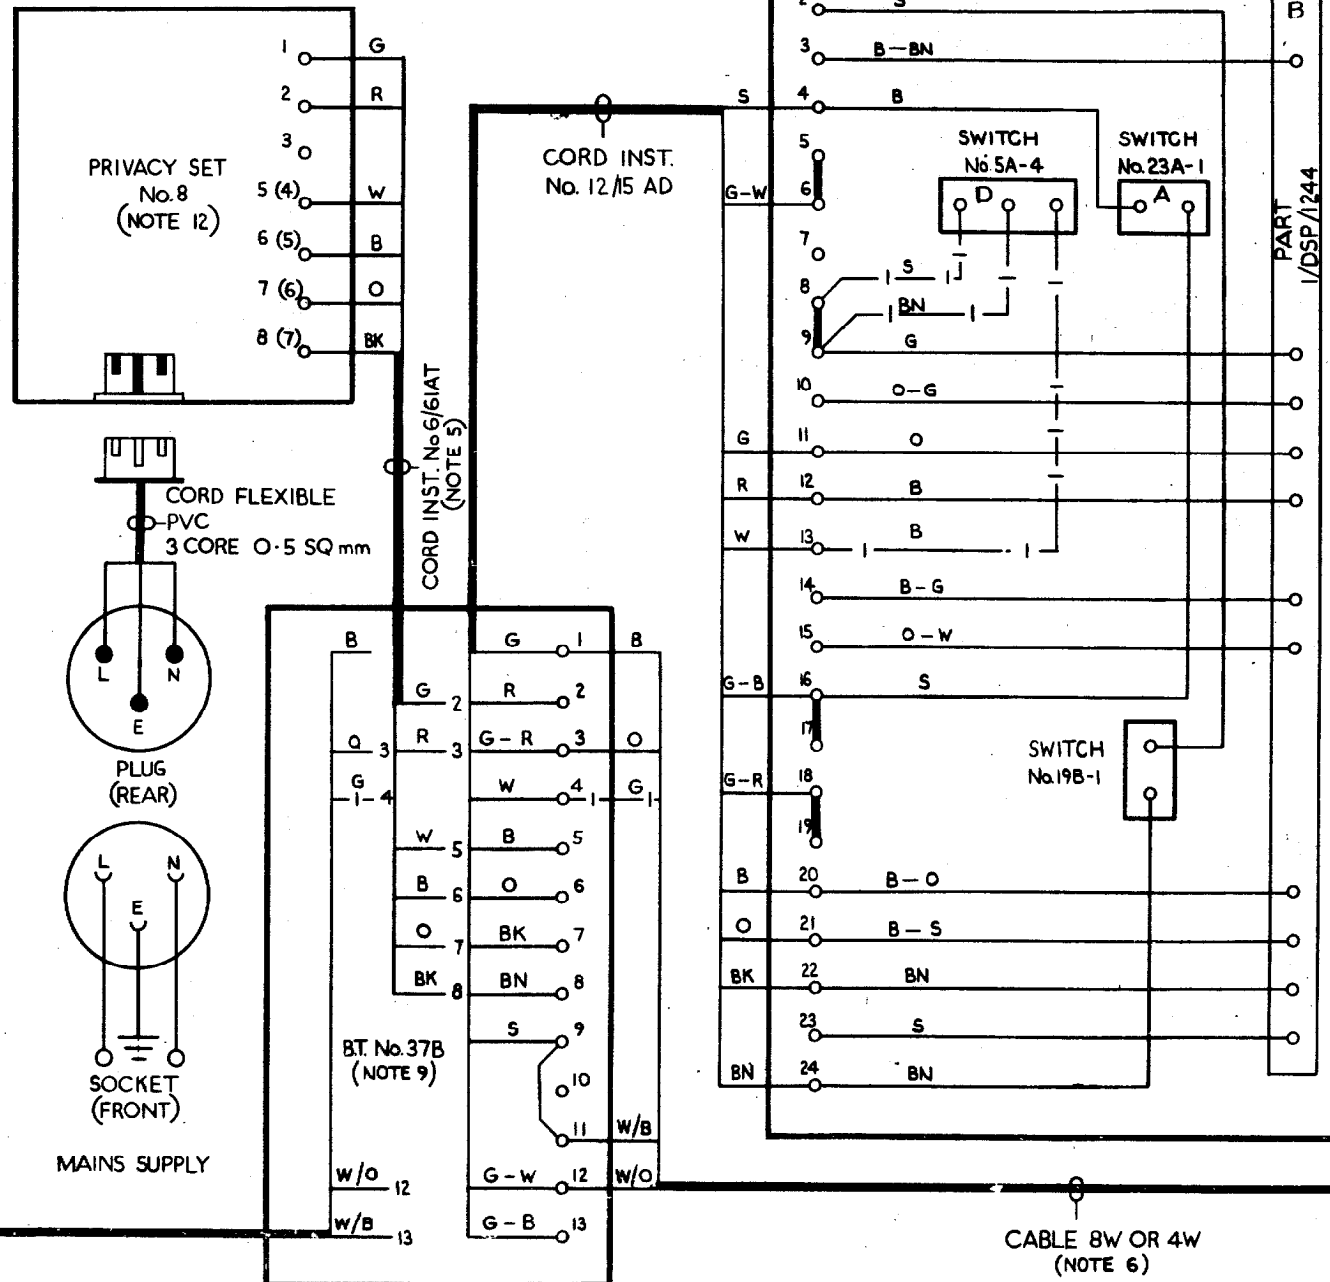 1 G
2 R
3
5 (4) W
6 (5) B
7 (6) O
8 (7) BK
PRIVACY SET
No. 8
(NOTE 12)
CORD FLEXIBLE
PVC
3 CORE 0·5 SQ mm
L N
E
PLUG
(REAR)
L N
E
SOCKET
(FRONT)
MAINS SUPPLY
CORD INST. No 6/61AT
(NOTE 5)
CORD INST.
No. 12/15 AD
B G 1 B
G 2 R 2
O 3 R 3 G-R 3 O
G 4 W 4 G
W 5 B 5
B 6 O 6
O 7 BK 7
BK 8 BN 8
S 9
10
11 W/B
W/O 12 G-W 12 W/O
W/B 13 G-B 13
B.T. No. 37B
(NOTE 9)
2 S
3 B-BN
S 4 B
5
G-W 6
7
8 S
BN
9 G
10 O-G
G 11 O
R 12 B
W 13 B
14 B-G
15 O-W
G-B 16 S
17
G-R 18
19
B 20 B-O
O 21 B-S
BK 22 BN
23 S
BN 24 BN
SWITCH
No. 5A-4
D
SWITCH
No. 23A-1
A
SWITCH
No. 19B-1
B
PART
1/DSP/1244
CABLE 8W OR 4W
(NOTE 6)